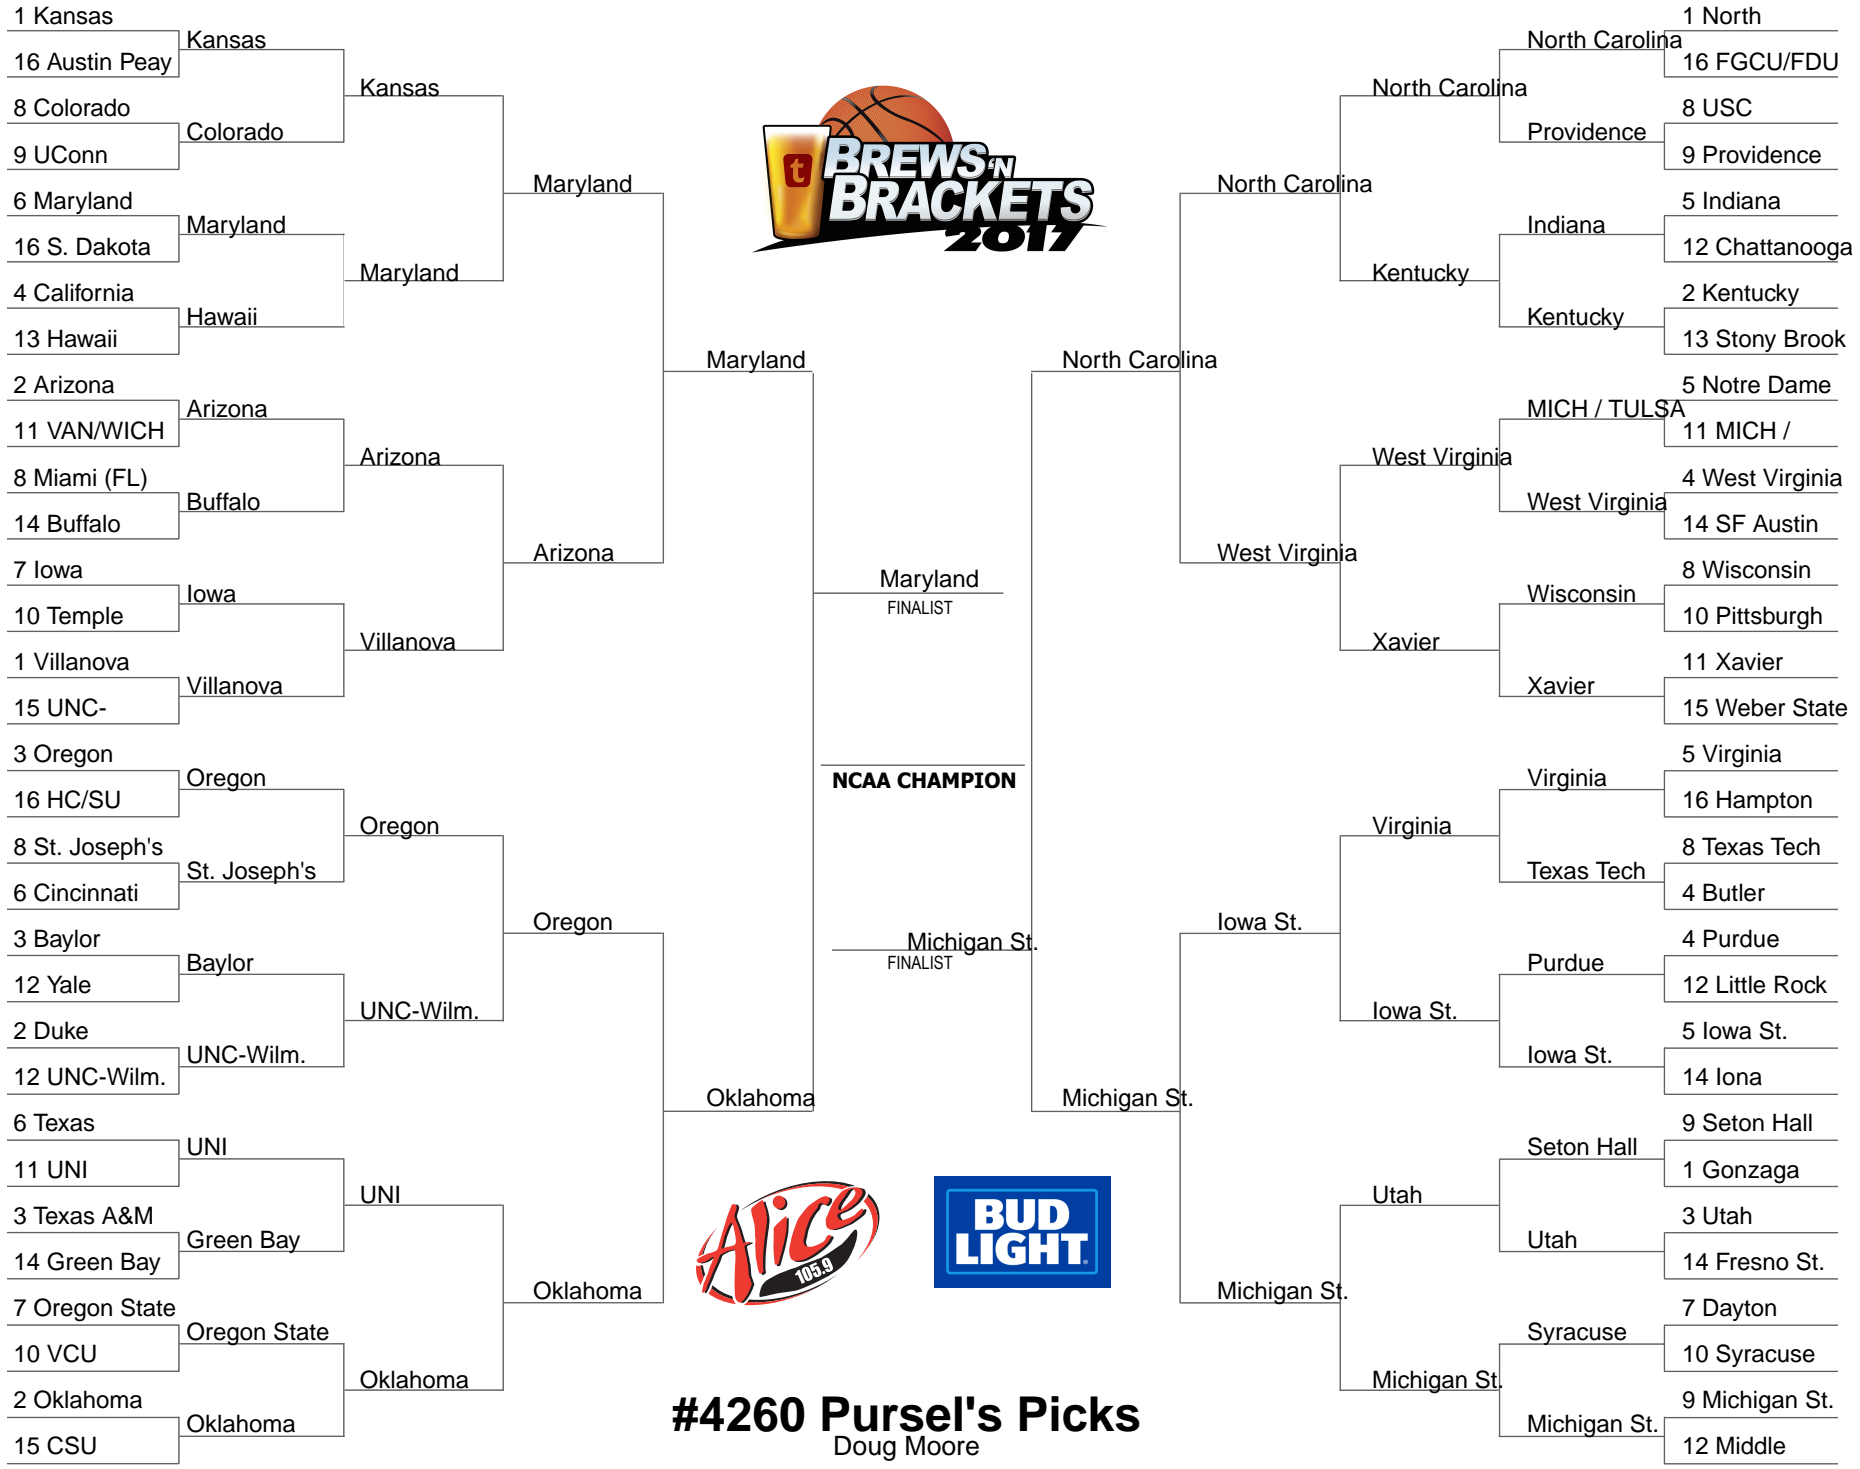 1 Kansas
16 Austin Peay
8 Colorado
9 UConn
6 Maryland
16 S. Dakota
4 California
13 Hawaii
2 Arizona
11 VAN/WICH
8 Miami (FL)
14 Buffalo
7 Iowa
10 Temple
1 Villanova
15 UNC-
3 Oregon
16 HC/SU
8 St. Joseph's
6 Cincinnati
3 Baylor
12 Yale
2 Duke
12 UNC-Wilm.
6 Texas
11 UNI
3 Texas A&M
14 Green Bay
7 Oregon State
10 VCU
2 Oklahoma
15 CSU
Kansas
Colorado
Maryland
Hawaii
Arizona
Buffalo
Iowa
Villanova
Oregon
St. Joseph's
Baylor
UNC-Wilm.
UNI
Green Bay
Oregon State
Oklahoma
Kansas
Maryland
Arizona
Villanova
Oregon
UNC-Wilm.
UNI
Oklahoma
Maryland
Arizona
Oregon
Oklahoma
Maryland
Oklahoma
t
BREWS 'N
BRACKETS
2017
Maryland
FINALIST
NCAA CHAMPION
Michigan St.
FINALIST
Alice
105.9
BUD
LIGHT
#4260 Pursel's Picks
Doug Moore
North Carolina
Michigan St.
North Carolina
West Virginia
Iowa St.
Michigan St.
North Carolina
Kentucky
West Virginia
Xavier
Virginia
Iowa St.
Utah
Michigan St.
North Carolina
Providence
Indiana
Kentucky
MICH / TULSA
West Virginia
Wisconsin
Xavier
Virginia
Texas Tech
Purdue
Iowa St.
Seton Hall
Utah
Syracuse
Michigan St.
1 North
16 FGCU/FDU
8 USC
9 Providence
5 Indiana
12 Chattanooga
2 Kentucky
13 Stony Brook
5 Notre Dame
11 MICH /
4 West Virginia
14 SF Austin
8 Wisconsin
10 Pittsburgh
11 Xavier
15 Weber State
5 Virginia
16 Hampton
8 Texas Tech
4 Butler
4 Purdue
12 Little Rock
5 Iowa St.
14 Iona
9 Seton Hall
1 Gonzaga
3 Utah
14 Fresno St.
7 Dayton
10 Syracuse
9 Michigan St.
12 Middle